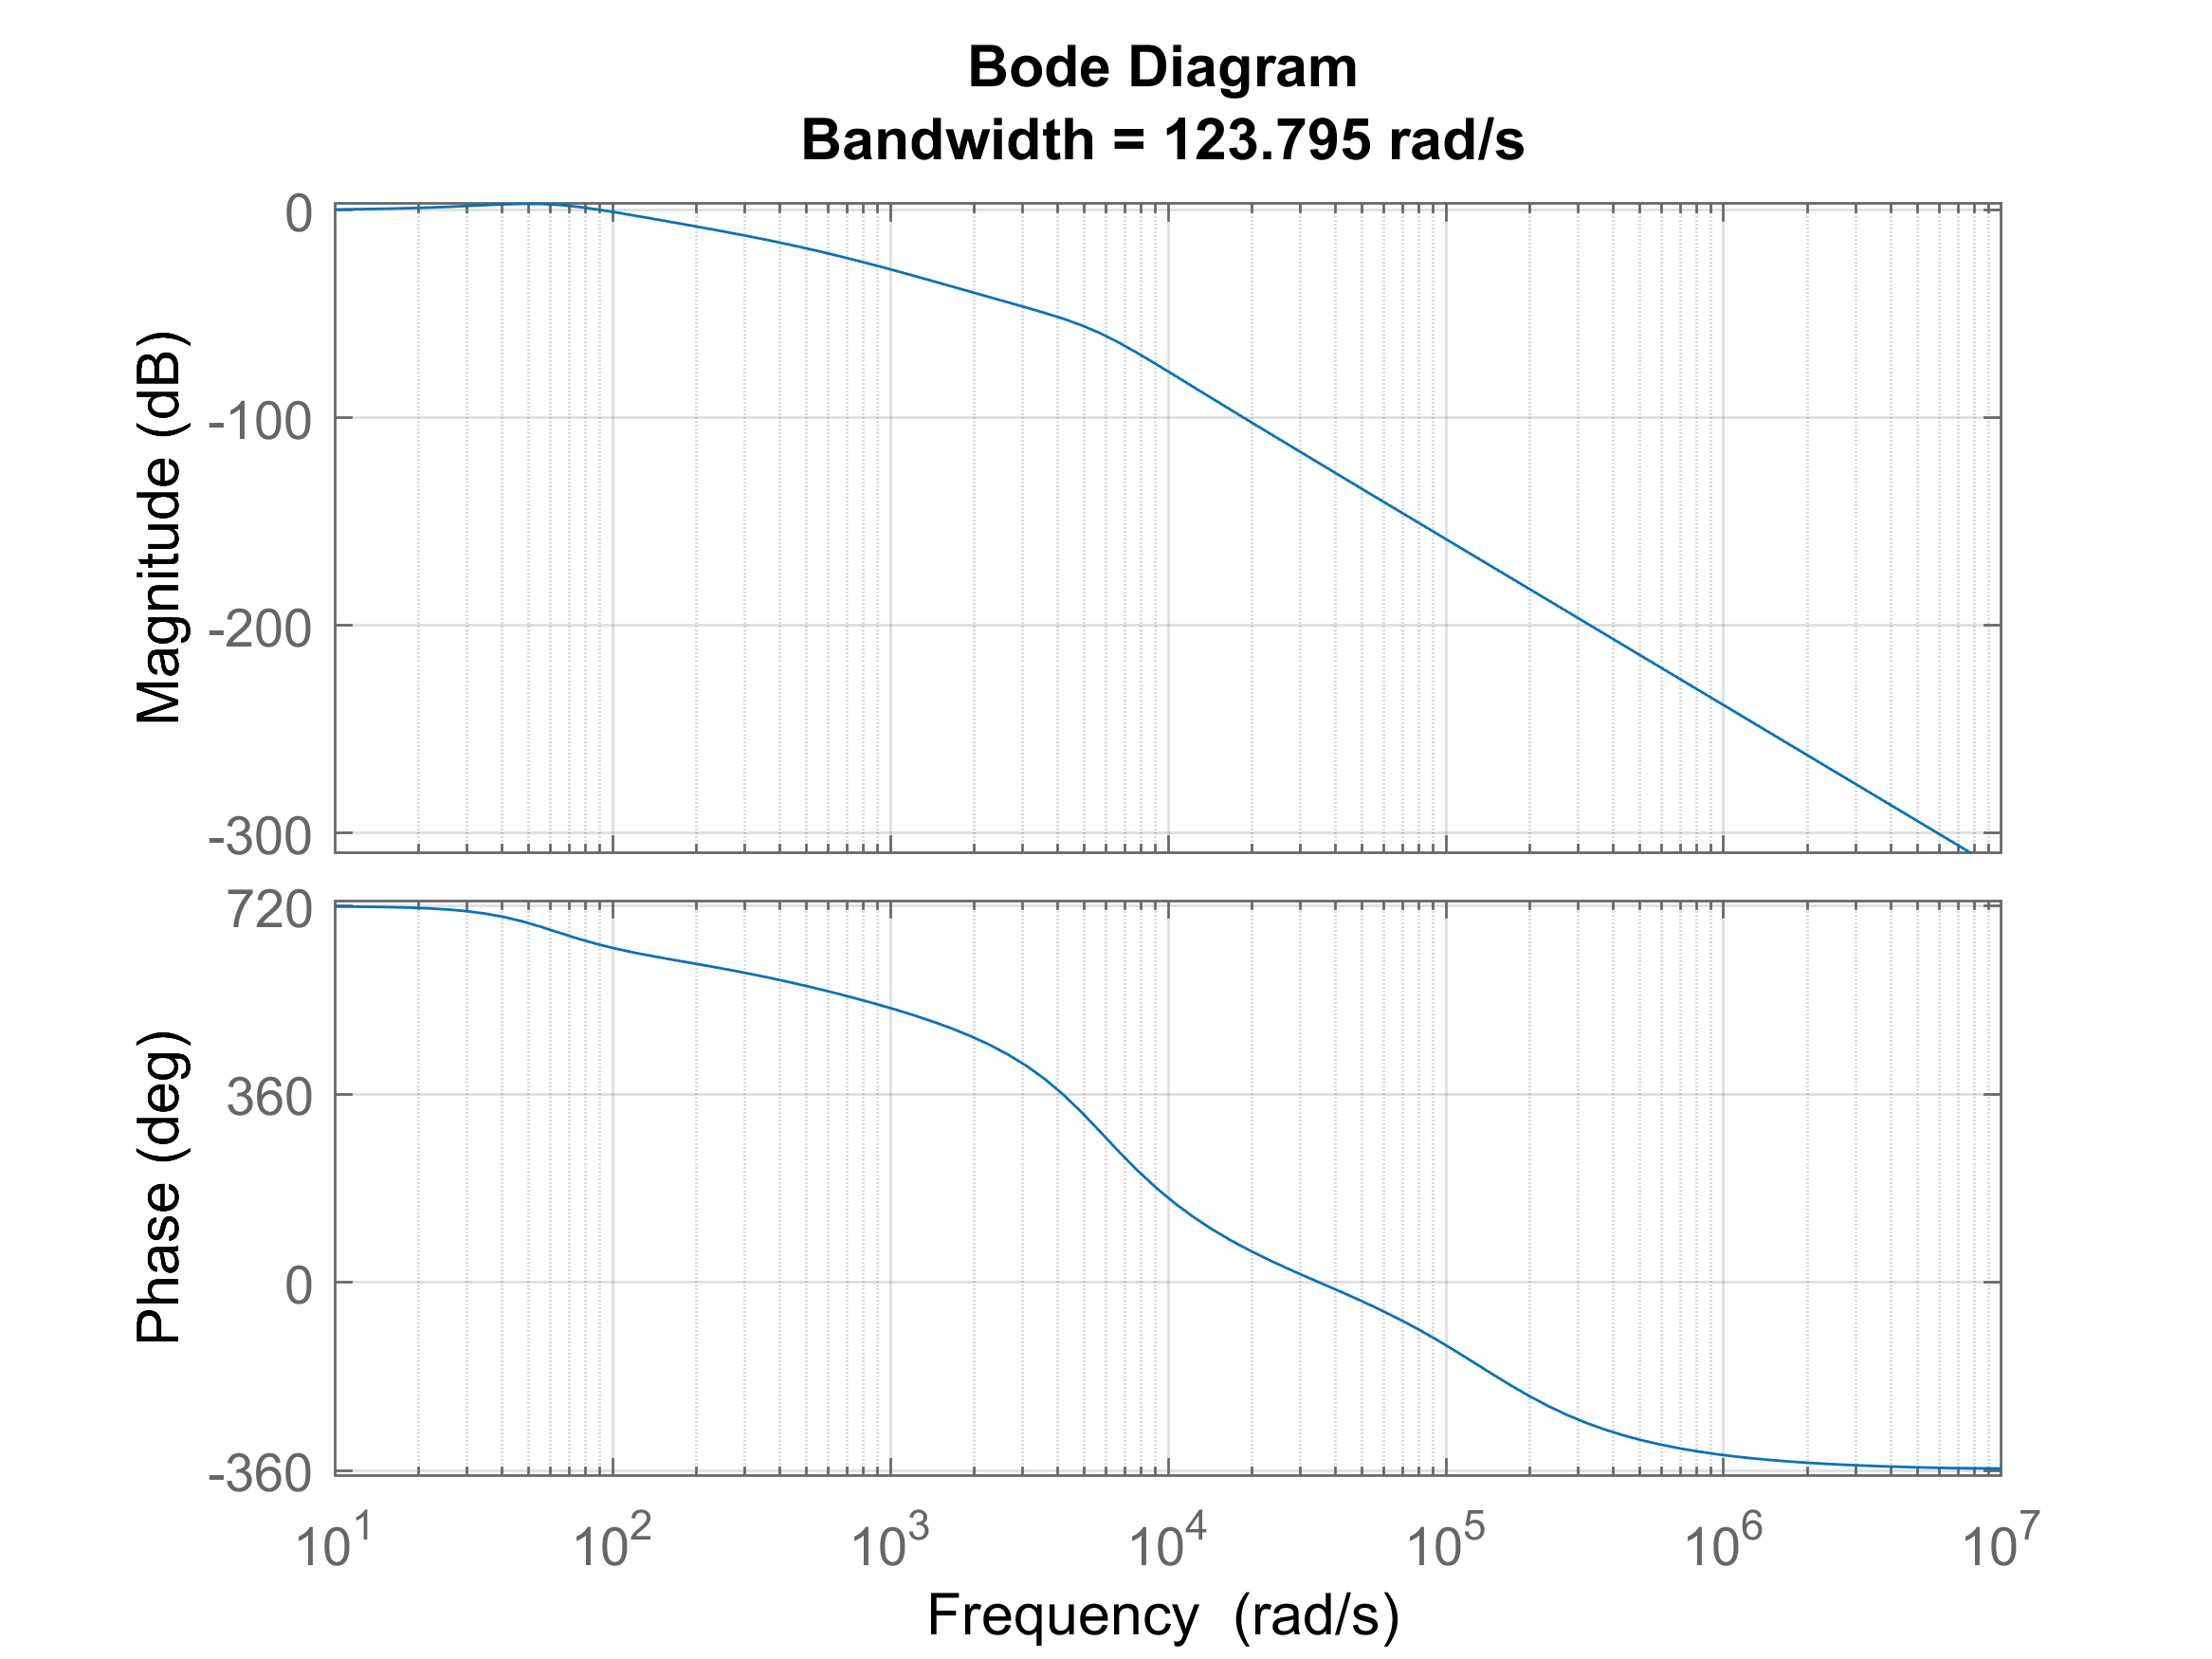 Bode Diagram
Bandwidth = 123.795 rad/s
Magnitude (dB)
0
-100
-200
-300
Phase (deg)
720
360
0
-360
10^1 10^2 10^3 10^4 10^5 10^6 10^7
Frequency (rad/s)